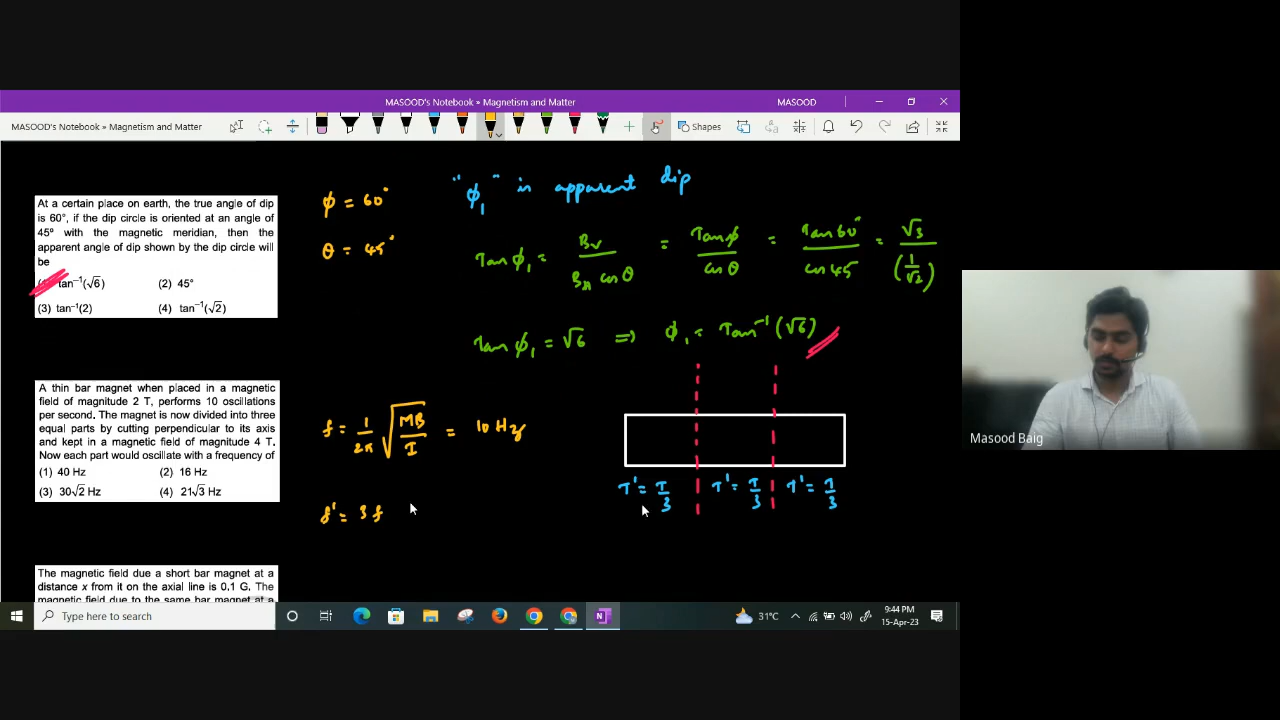 MASOOD's Notebook » Magnetism and Matter
MASOOD
MASOOD's Notebook » Magnetism and Matter
Shapes
At a certain place on earth, the true angle of dip
is 60°, if the dip circle is oriented at an angle of
45° with the magnetic meridian, then the
apparent angle of dip shown by the dip circle will
be
tan⁻¹(√6) (2) 45°
(3) tan⁻¹(2) (4) tan⁻¹(√2)
ϕ = 60°
θ = 45°
"ϕ₁" is apparent dip
Tan ϕ₁ = Bv / (BH cos θ) = Tan ϕ / cos θ = Tan 60° / cos 45 = √3 / (1/√2)
Tan ϕ₁ = √6 ⇒ ϕ₁ = Tan⁻¹(√6)
A thin bar magnet when placed in a magnetic
field of magnitude 2 T, performs 10 oscillations
per second. The magnet is now divided into three
equal parts by cutting perpendicular to its axis
and kept in a magnetic field of magnitude 4 T.
Now each part would oscillate with a frequency of
(1) 40 Hz (2) 16 Hz
(3) 30√2 Hz (4) 21√3 Hz
f = 1/2π √(MB/I) = 10 Hz
f' = 3f
T' = T/3 T' = T/3 T' = T/3
The magnetic field due a short bar magnet at a
distance x from it on the axial line is 0.1 G. The
magnetic field due to the same bar magnet at a
Masood Baig
Type here to search
31°C
9:44 PM
15-Apr-23